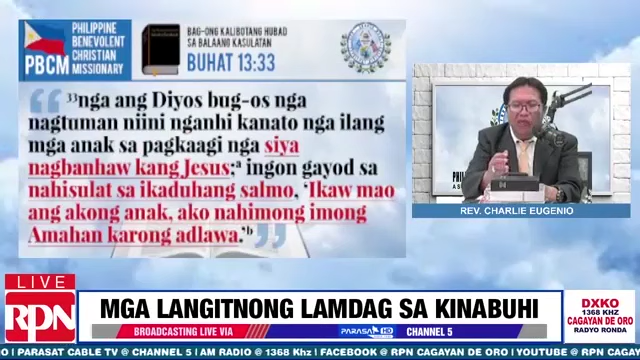 PBCM
PHILIPPINE
BENEVOLENT
CHRISTIAN
MISSIONARY
BAG-ONG KALIBOTANG HUBAD
SA BALAANG KASULATAN
BUHAT 13:33
³³nga ang Diyos bug-os nga
nagtuman niini nganhi kanato nga ilang
mga anak sa pagkaagi nga siya
nagbanhaw kang Jesus;ª ingon gayod sa
nahisulat sa ikaduhang salmo, ‘Ikaw mao
ang akong anak, ako nahimong imong
Amahan karong adlawa.’ᵇ
REV. CHARLIE EUGENIO
LIVE
RPN
MGA LANGITNONG LAMDAG SA KINABUHI
BROADCASTING LIVE VIA
PARASAT HD
CHANNEL 5
DXKO
1368 KHz
CAGAYAN DE ORO
RADYO RONDA
O | PARASAT CABLE TV @ CHANNEL 5 | AM RADIO @ 1368 Khz | FACEBOOK @ RPN CAGAYAN DE ORO | YOUTUBE @ RPN CAGAYAN